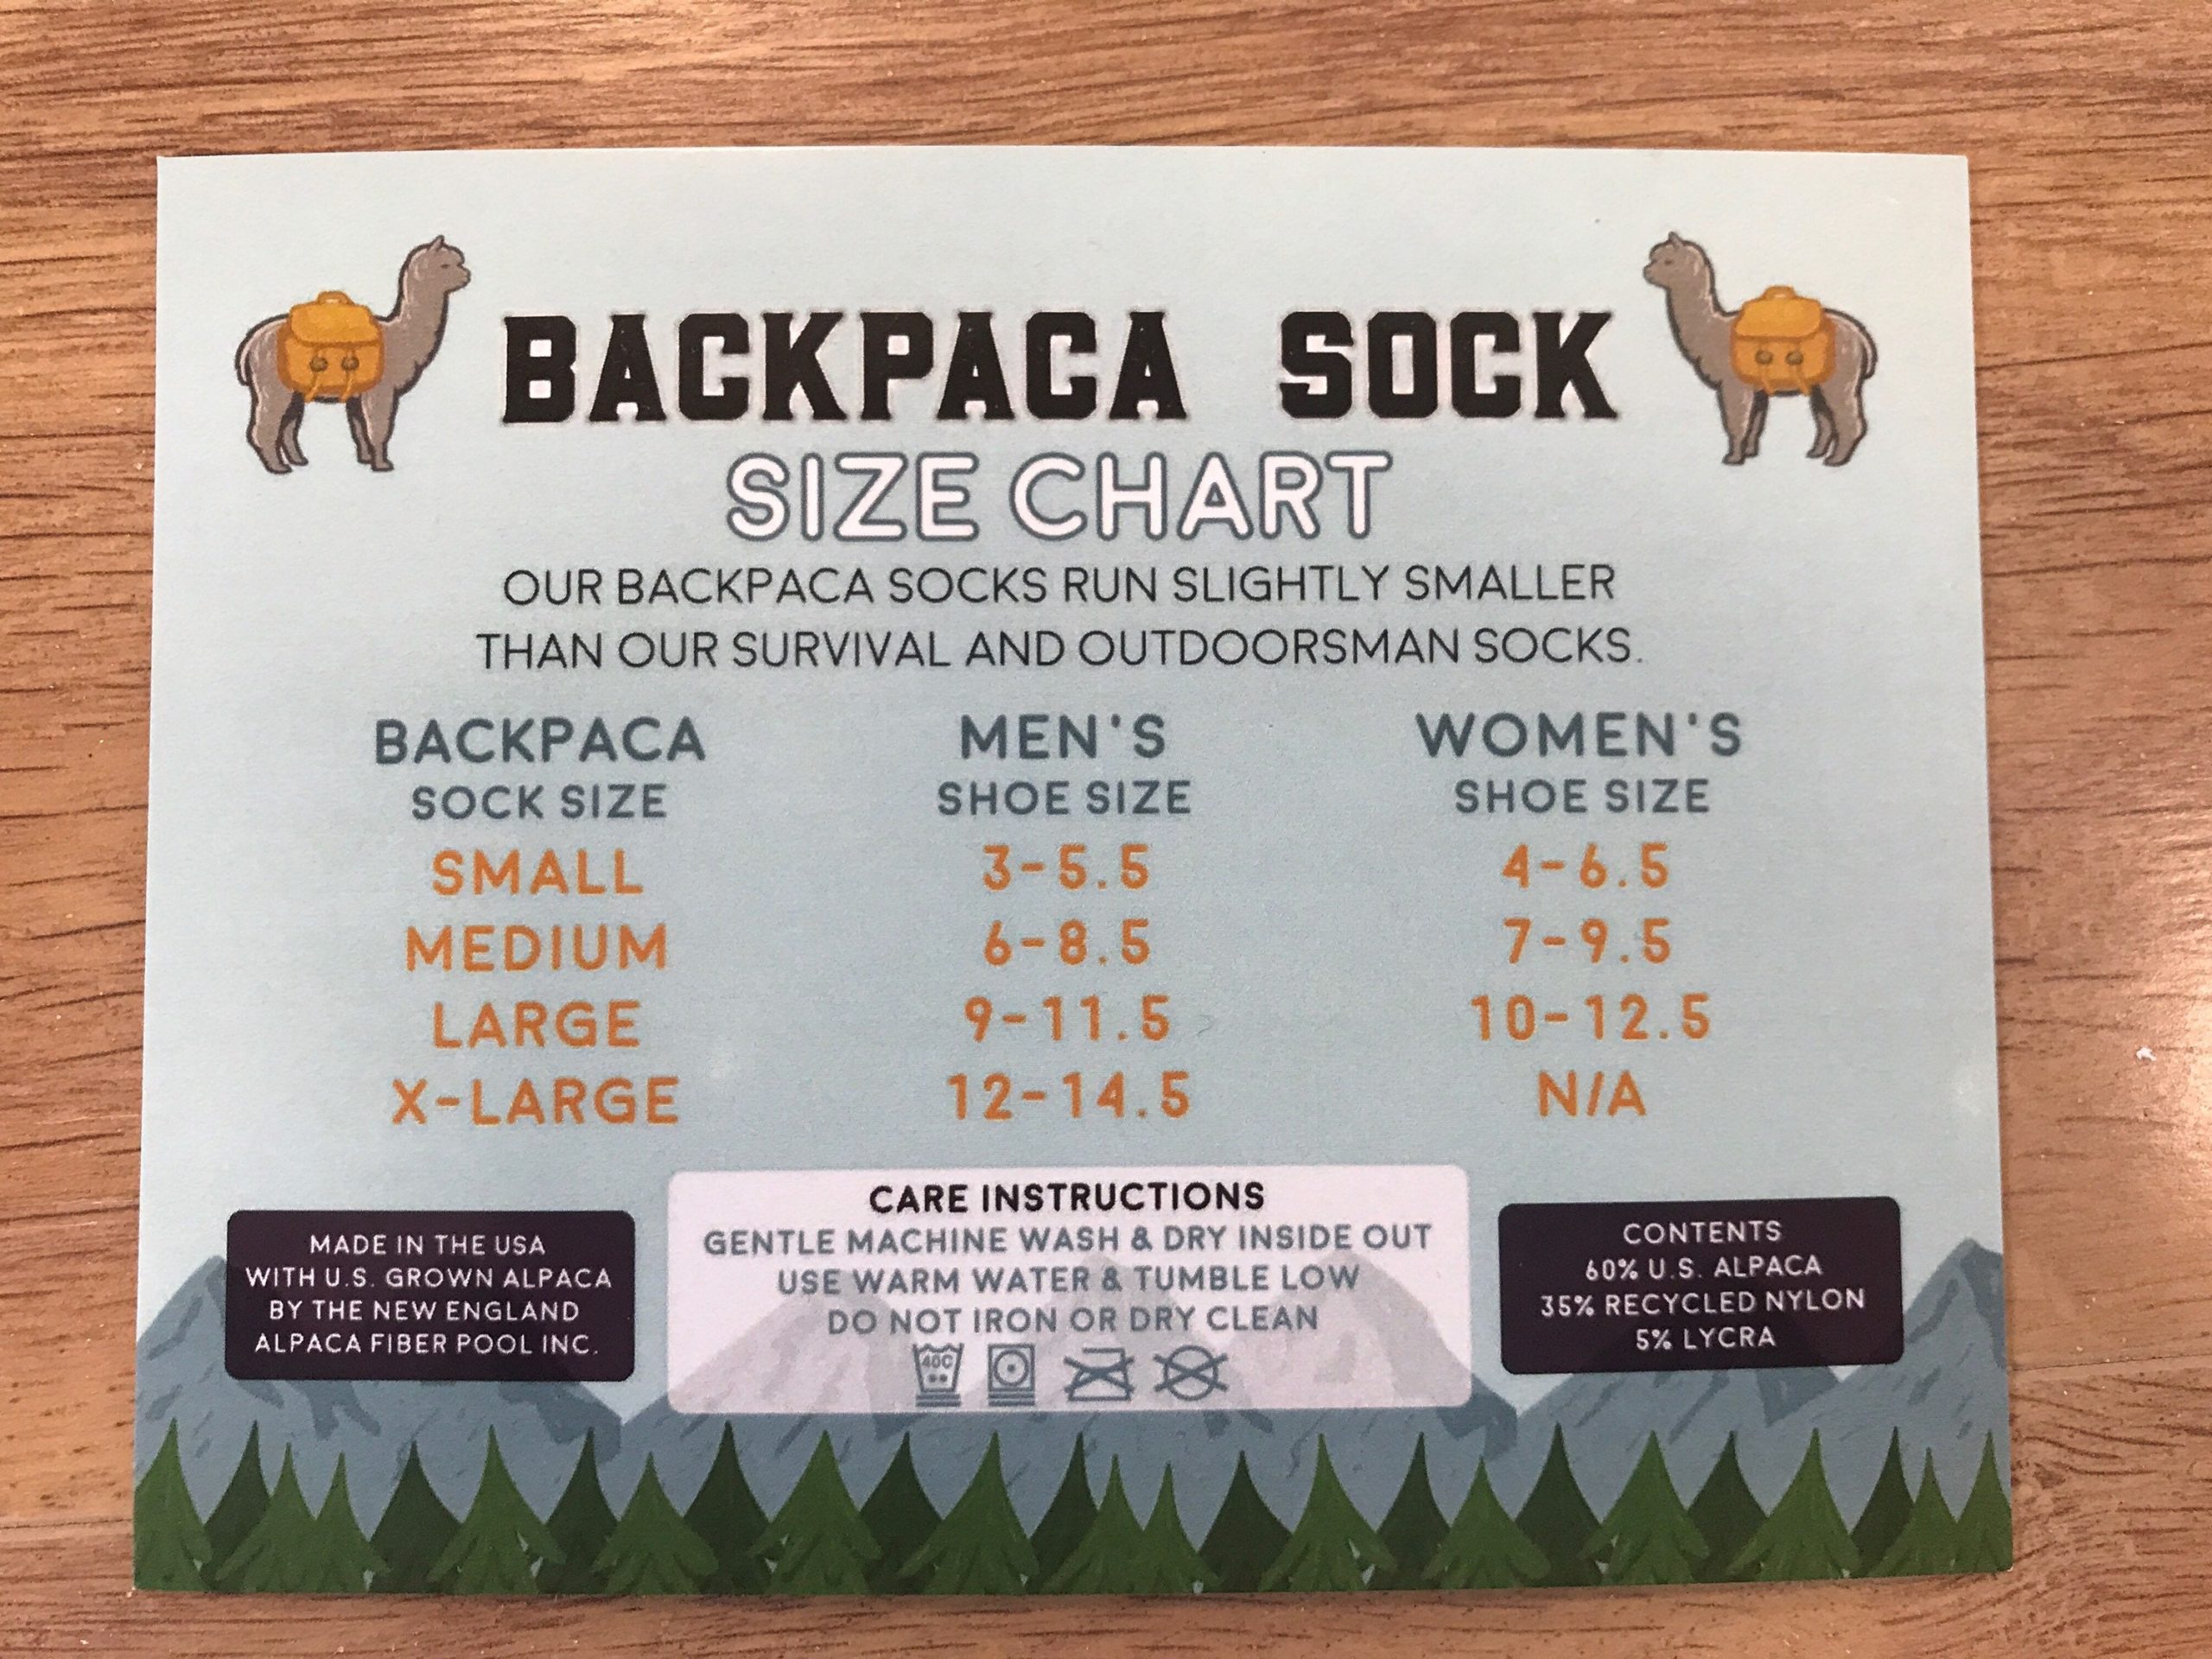 BACKPACA SOCK
SIZE CHART
OUR BACKPACA SOCKS RUN SLIGHTLY SMALLER
THAN OUR SURVIVAL AND OUTDOORSMAN SOCKS.
BACKPACA MEN'S WOMEN'S
SOCK SIZE SHOE SIZE SHOE SIZE
SMALL 3-5.5 4-6.5
MEDIUM 6-8.5 7-9.5
LARGE 9-11.5 10-12.5
X-LARGE 12-14.5 N/A
MADE IN THE USA
WITH U.S. GROWN ALPACA
BY THE NEW ENGLAND
ALPACA FIBER POOL INC.
CARE INSTRUCTIONS
GENTLE MACHINE WASH & DRY INSIDE OUT
USE WARM WATER & TUMBLE LOW
DO NOT IRON OR DRY CLEAN
40C
CONTENTS
60% U.S. ALPACA
35% RECYCLED NYLON
5% LYCRA